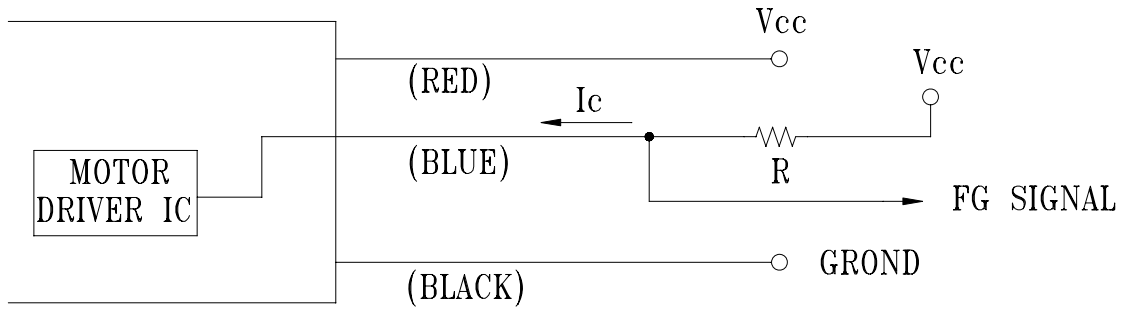 Vcc
Vcc
(RED)
Ic
(BLUE)
R
MOTOR
DRIVER IC
FG SIGNAL
(BLACK)
GROND